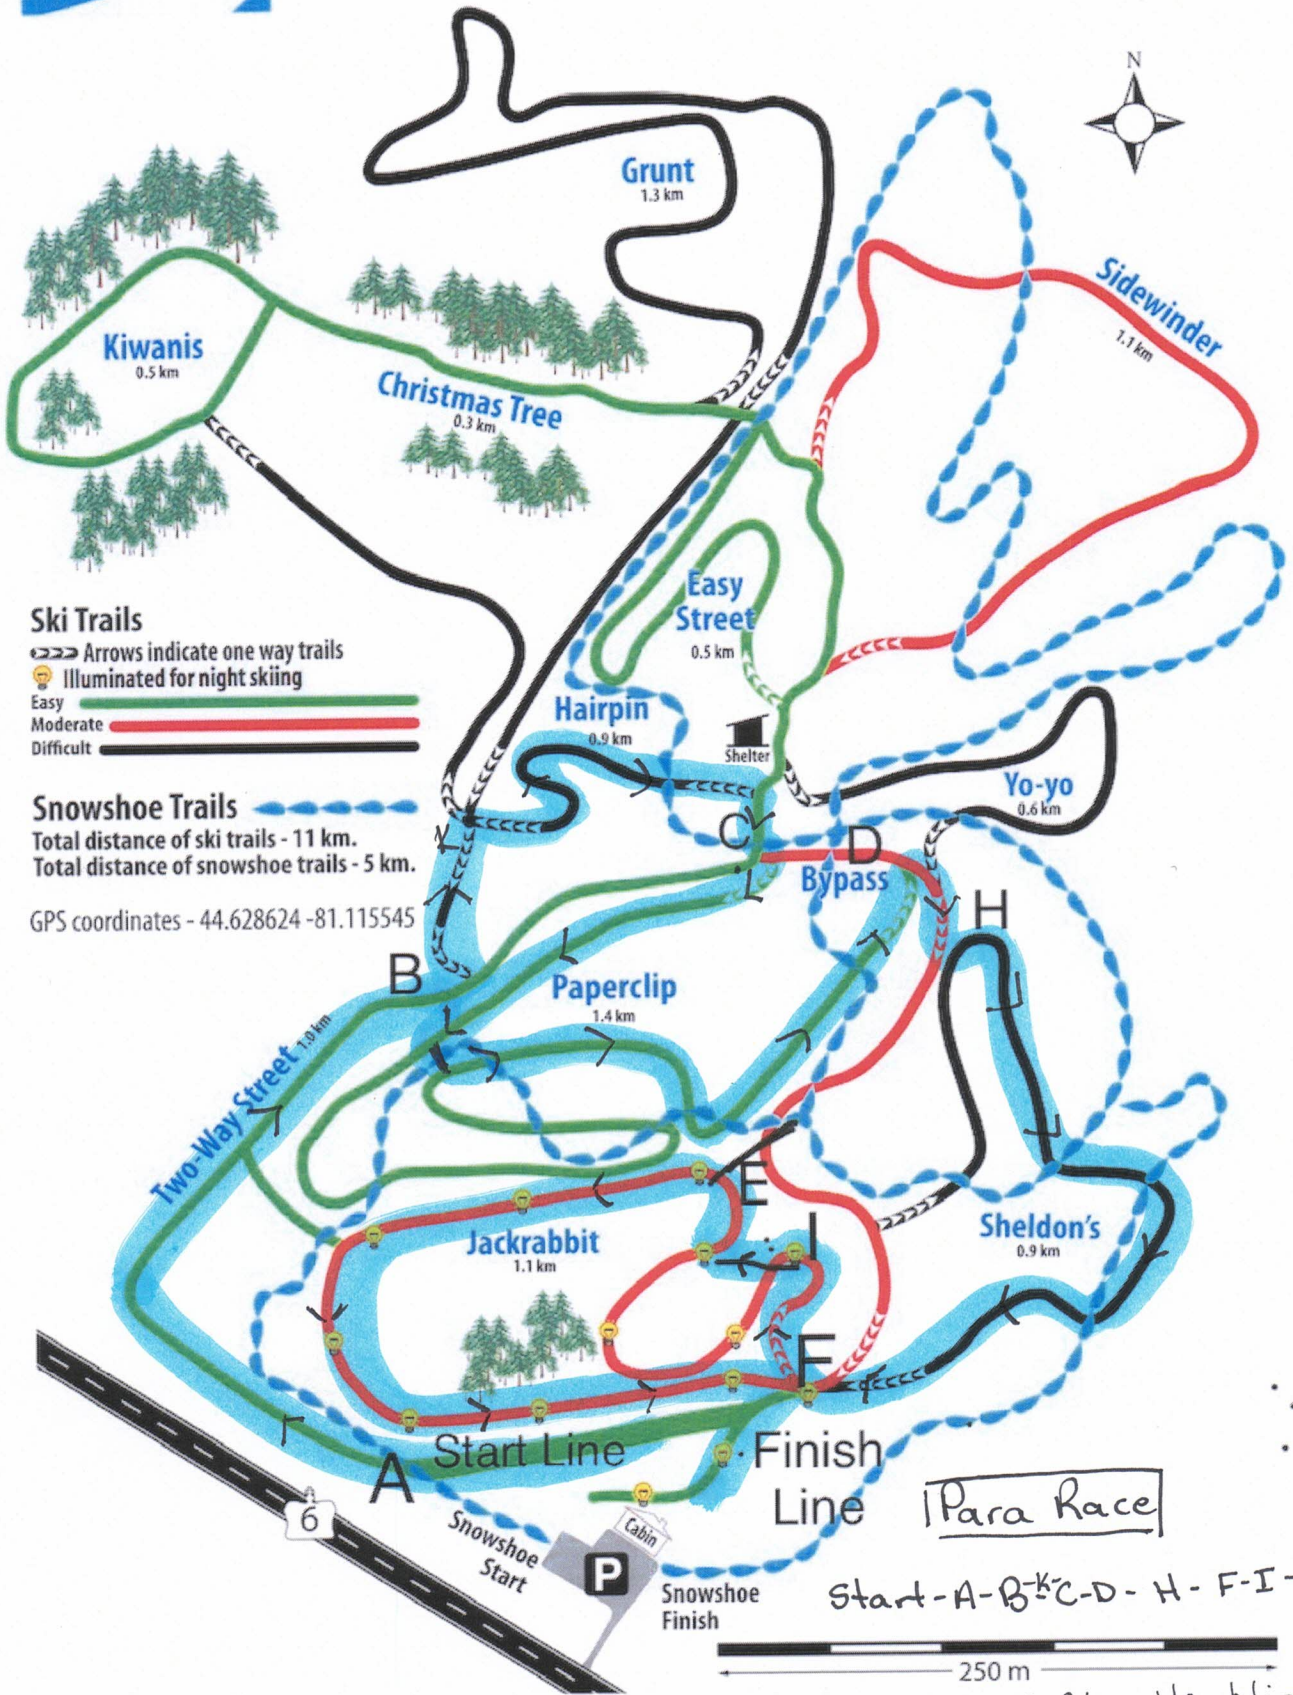 N
Grunt
1.3 km
Sidewinder
1.1 km
Kiwanis
0.5 km
Christmas Tree
0.3 km
Easy
Street
0.5 km
Ski Trails
Arrows indicate one way trails
Illuminated for night skiing
Easy
Moderate
Difficult
Hairpin
0.9 km
Shelter
Yo-yo
0.6 km
Snowshoe Trails
Total distance of ski trails - 11 km.
Total distance of snowshoe trails - 5 km.
GPS coordinates - 44.628624 -81.115545
K
C
D
Bypass
H
B
Paperclip
1.4 km
Two-Way Street 1.0 km
E
Jackrabbit
1.1 km
I
Sheldon's
0.9 km
F
Start Line
A
Finish
Line
6
Snowshoe
Start
Cabin
P
Snowshoe
Finish
Para Race
Start-A-B-K-C-D-H-F-I-
250 m